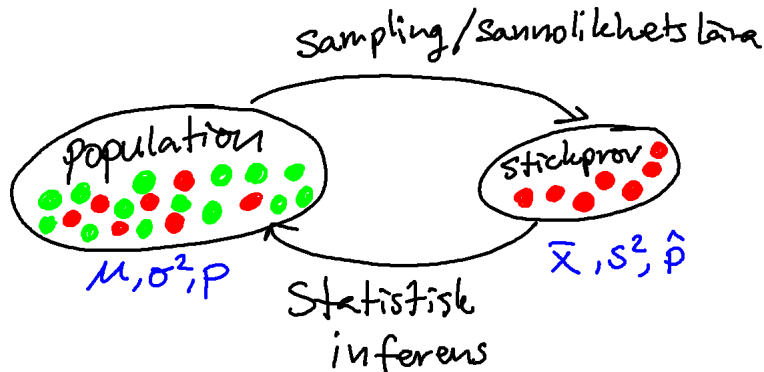 Sampling/sannolikhetslära
population
stickprov
μ, σ², p
x̄, s², p̂
Statistisk
inferens